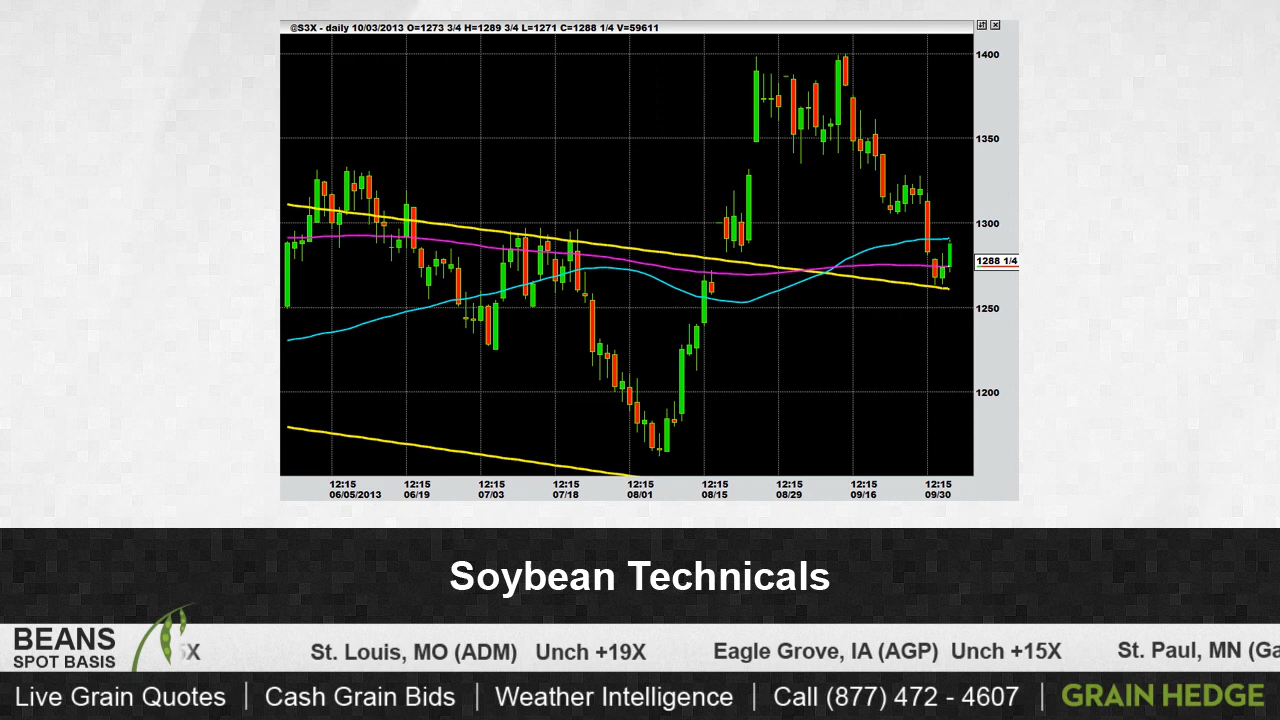 @S3X - daily 10/03/2013 O=1273 3/4 H=1289 3/4 L=1271 C=1288 1/4 V=59611
1400
1350
1300
1288 1/4
1250
1200
12:15 12:15 12:15 12:15 12:15 12:15 12:15 12:15 12:15
06/05/2013 06/19 07/03 07/18 08/01 08/15 08/29 09/16 09/30
Soybean Technicals
BEANS
SPOT BASIS
X St. Louis, MO (ADM) Unch +19X Eagle Grove, IA (AGP) Unch +15X St. Paul, MN (Ga
Live Grain Quotes | Cash Grain Bids | Weather Intelligence | Call (877) 472 - 4607 | GRAIN HEDGE